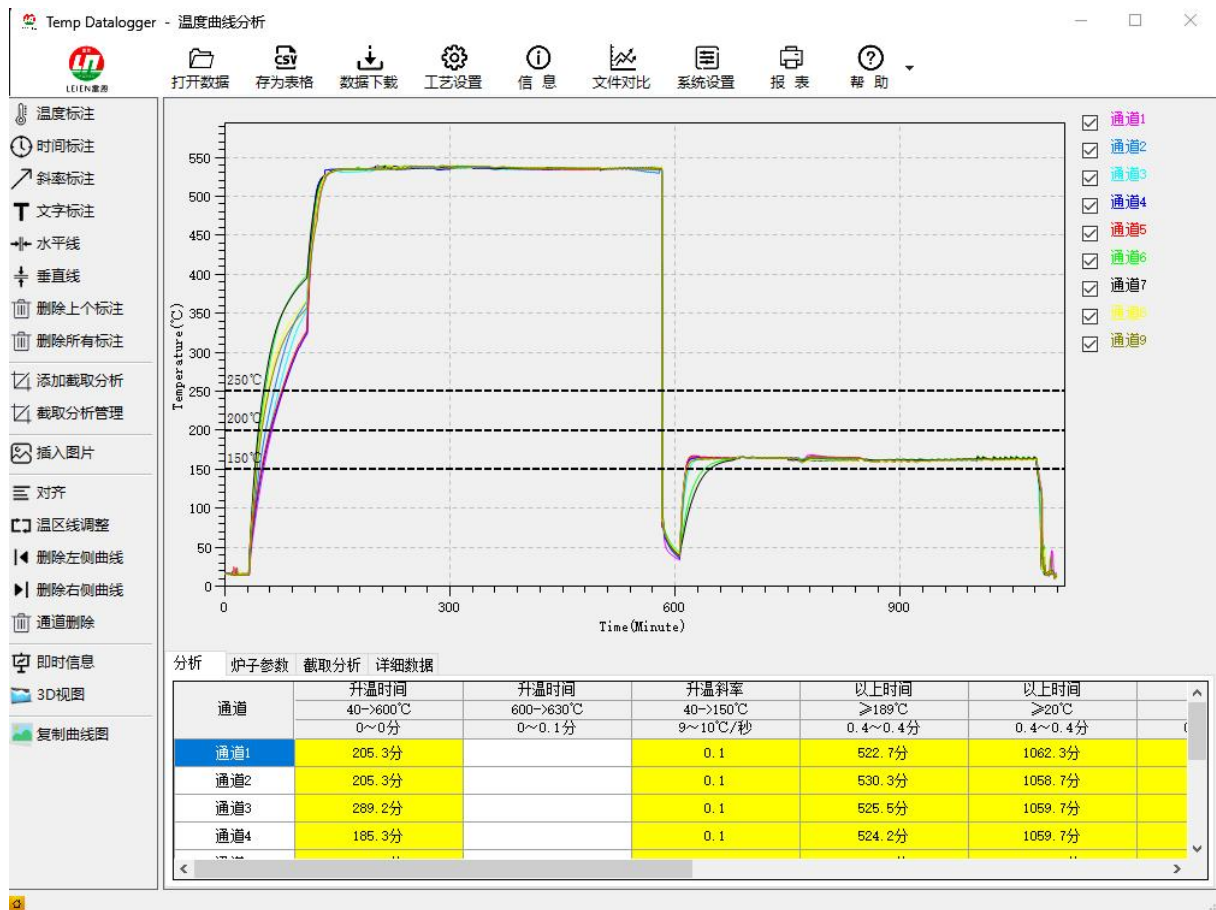 Temp Datalogger - 温度曲线分析
LEIEN雷恩
打开数据 存为表格 数据下载 工艺设置 信 息 文件对比 系统设置 报 表 帮 助
CSV
温度标注
时间标注
斜率标注
文字标注
水平线
垂直线
删除上个标注
删除所有标注
添加截取分析
截取分析管理
插入图片
对齐
温区线调整
删除左侧曲线
删除右侧曲线
通道删除
即时信息
3D视图
复制曲线图
Temperature(℃)
550
500
450
400
350
300
250
200
150
100
50
0
250℃
200℃
150℃
0 300 600 900
Time(Minute)
通道1
通道2
通道3
通道4
通道5
通道6
通道7
通道8
通道9
分析 炉子参数 截取分析 详细数据
通道 升温时间 升温时间 升温斜率 以上时间 以上时间
40->600℃ 600->630℃ 40->150℃ ≥189℃ ≥20℃
0～0分 0～0.1分 9～10℃/秒 0.4～0.4分 0.4～0.4分
通道1 205.3分 0.1 522.7分 1062.3分
通道2 205.3分 0.1 530.3分 1058.7分
通道3 289.2分 0.1 525.5分 1059.7分
通道4 185.3分 0.1 524.2分 1059.7分